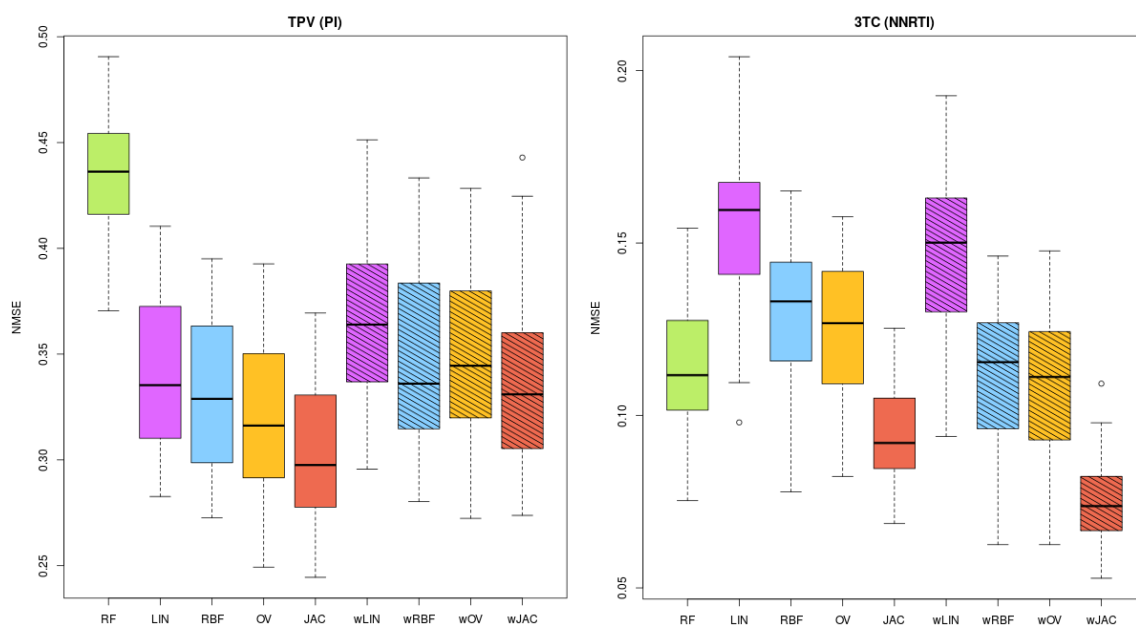 TPV (PI)
NMSE
0.50
0.45
0.40
0.35
0.30
0.25
RF LIN RBF OV JAC wLIN wRBF wOV wJAC
3TC (NNRTI)
NMSE
0.20
0.15
0.10
0.05
RF LIN RBF OV JAC wLIN wRBF wOV wJAC